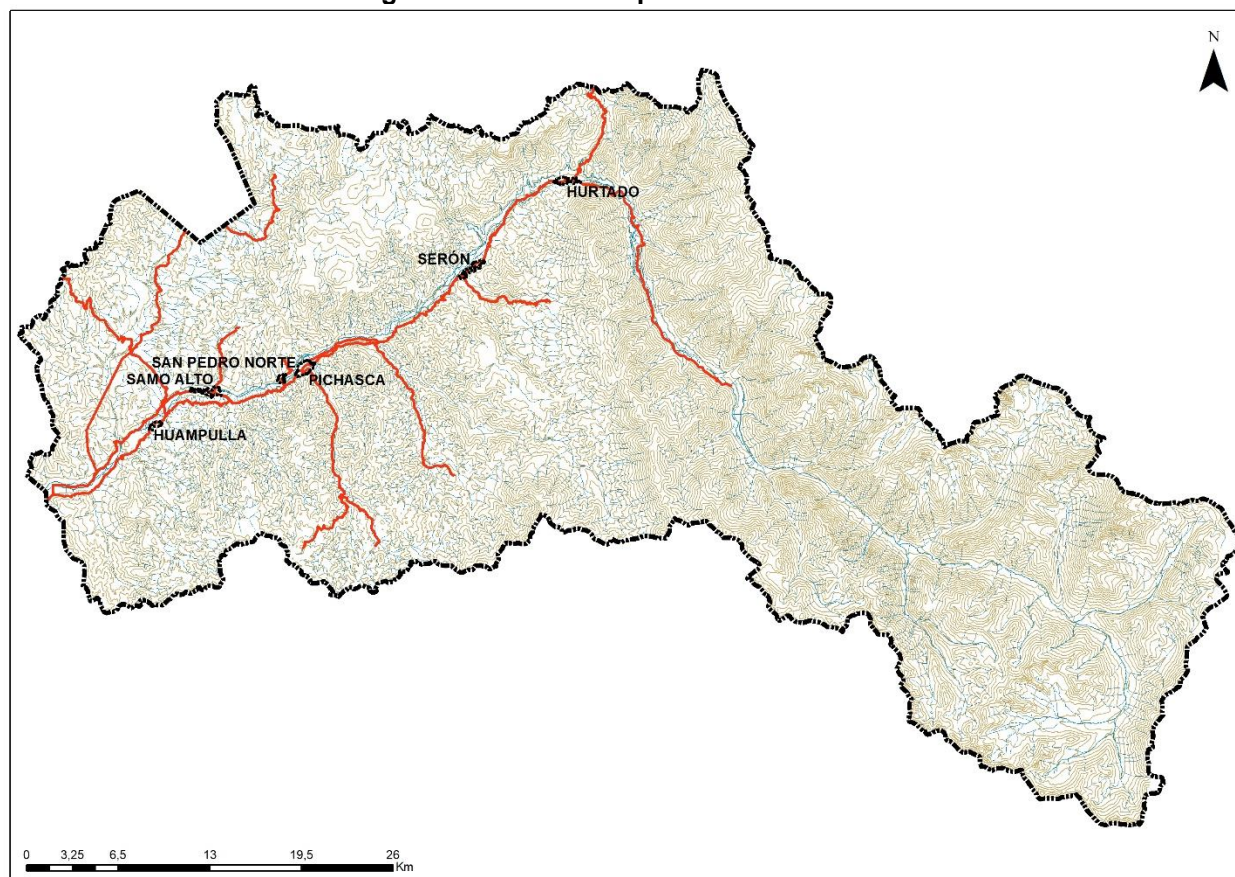 N
HURTADO
SERÓN
SAN PEDRO NORTE
SAMO ALTO
PICHASCA
HUAMPULLA
0 3,25 6,5 13 19,5 26
Km